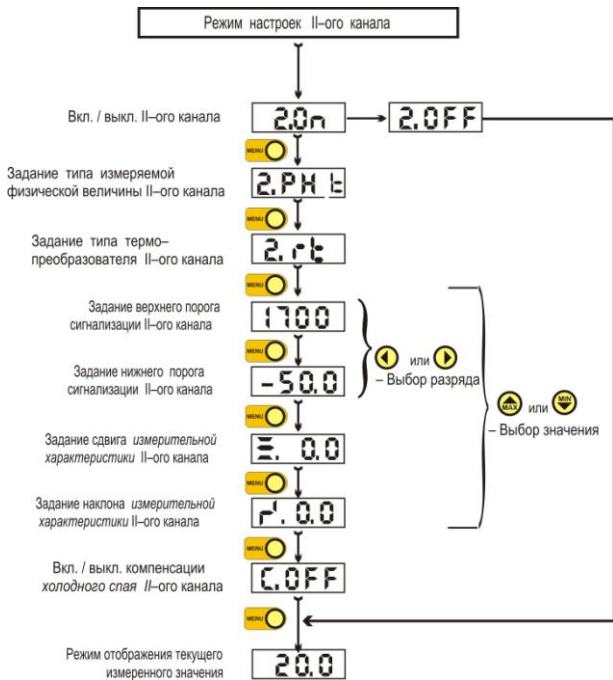 Режим настроек II–ого канала
Вкл. / выкл. II–ого канала
2.0n
2.0FF
MENU
Задание типа измеряемой
физической величины II–ого канала
2.PH t
MENU
Задание типа термо–
преобразователя II–ого канала
2. rt
MENU
Задание верхнего порога
сигнализации II–ого канала
1700
MENU
Задание нижнего порога
сигнализации II–ого канала
-50.0
или
– Выбор разряда
MAX
или
MIN
– Выбор значения
MENU
Задание сдвига измерительной
характеристики II–ого канала
0.0
MENU
Задание наклона измерительной
характеристики II–ого канала
0.0
MENU
Вкл. / выкл. компенсации
холодного спая II–ого канала
C.0FF
MENU
Режим отображения текущего
измеренного значения
20.0